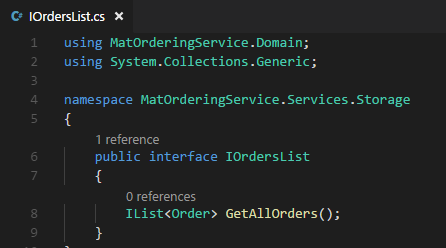 C# IOrdersList.cs ×
1 using MatOrderingService.Domain;
2 using System.Collections.Generic;
3
4 namespace MatOrderingService.Services.Storage
5 {
1 reference
6 public interface IOrdersList
7 {
0 references
8 IList<Order> GetAllOrders();
9 }